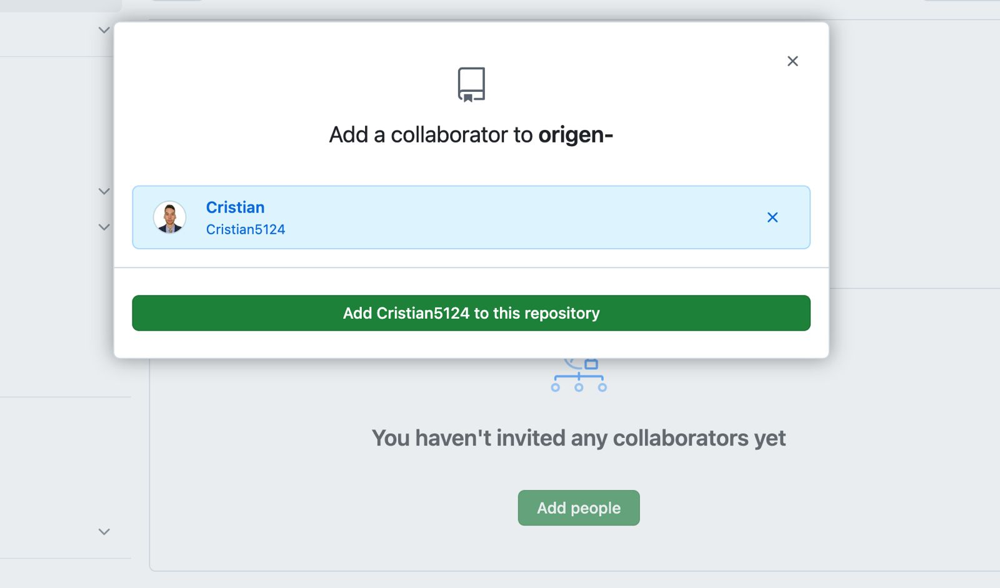 Add a collaborator to origen-
Cristian
Cristian5124
Add Cristian5124 to this repository
You haven't invited any collaborators yet
Add people